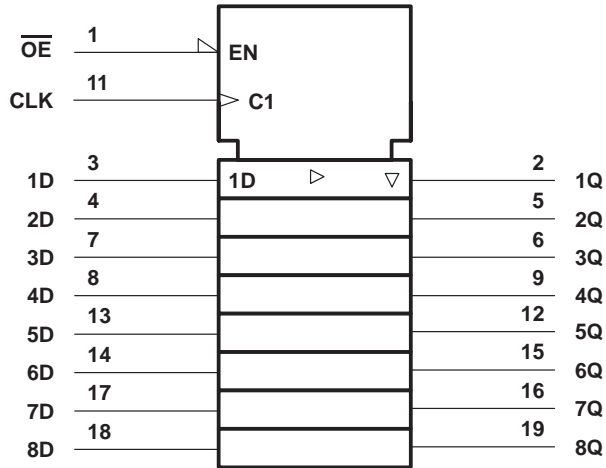 O̅E̅ 1 EN
CLK 11 C1
1D 3 1D 2 1Q
2D 4 5 2Q
3D 7 6 3Q
4D 8 9 4Q
5D 13 12 5Q
6D 14 15 6Q
7D 17 16 7Q
8D 18 19 8Q